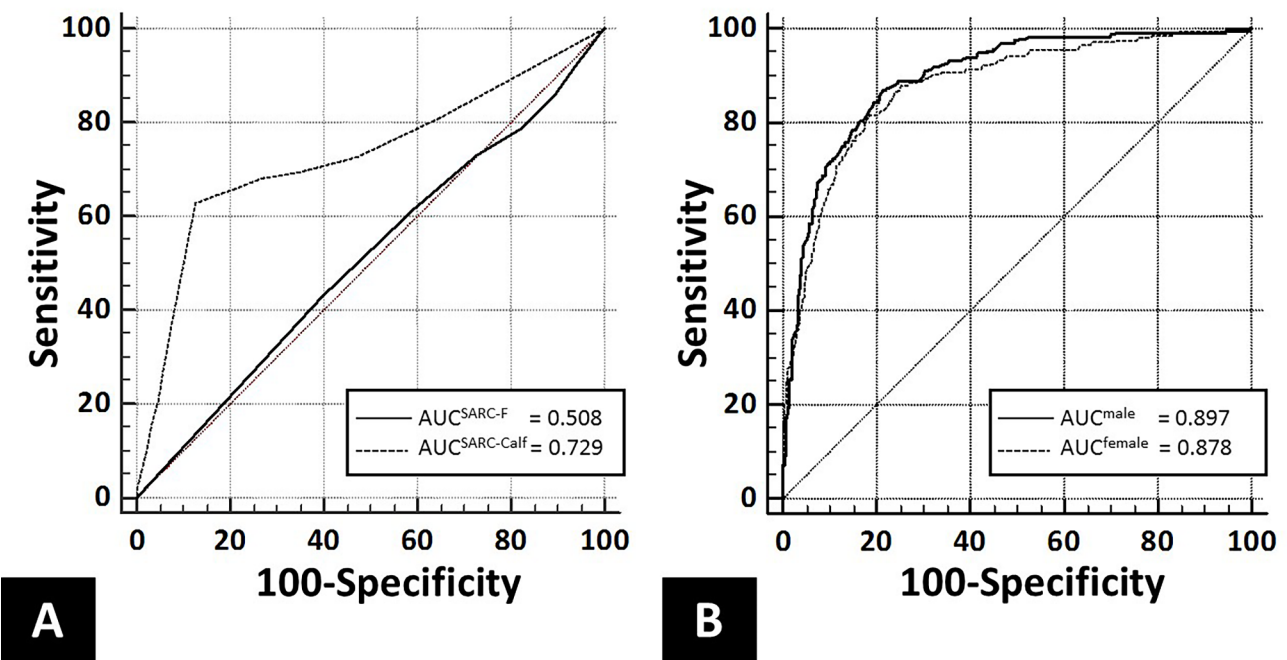 100
80
60
40
20
0
Sensitivity
AUCSARC-F = 0.508
AUCSARC-Calf = 0.729
0 20 40 60 80 100
100-Specificity
A
100
80
60
40
20
0
Sensitivity
AUCmale = 0.897
AUCfemale = 0.878
0 20 40 60 80 100
100-Specificity
B